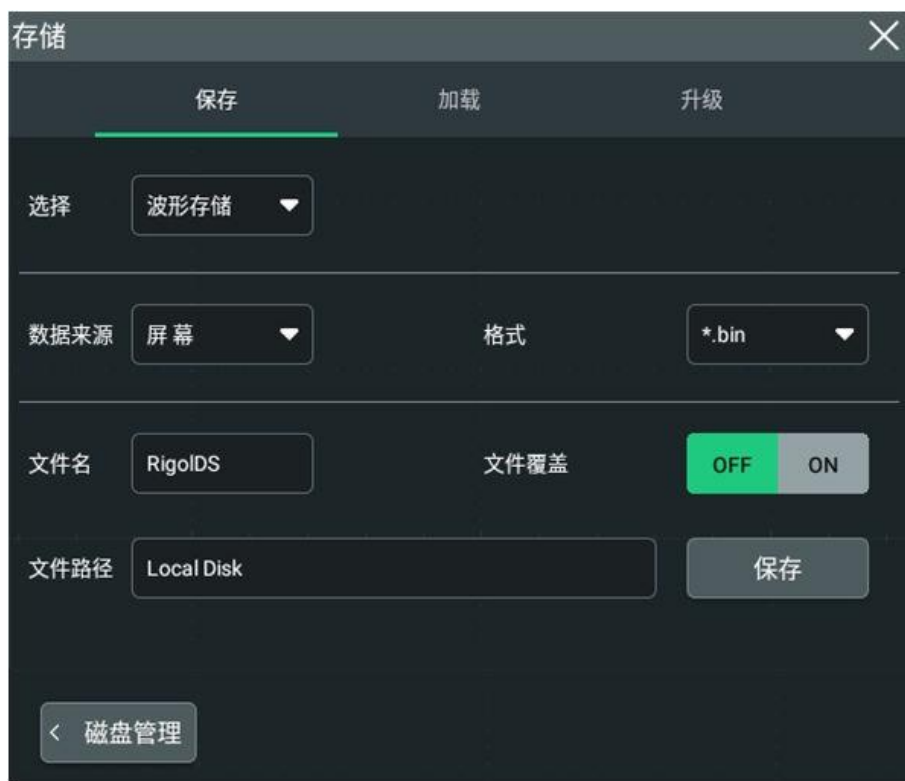 存储
保存 加载 升级
选择 波形存储
数据来源 屏幕 格式 *.bin
文件名 RigolDS 文件覆盖 OFF ON
文件路径 Local Disk 保存
< 磁盘管理